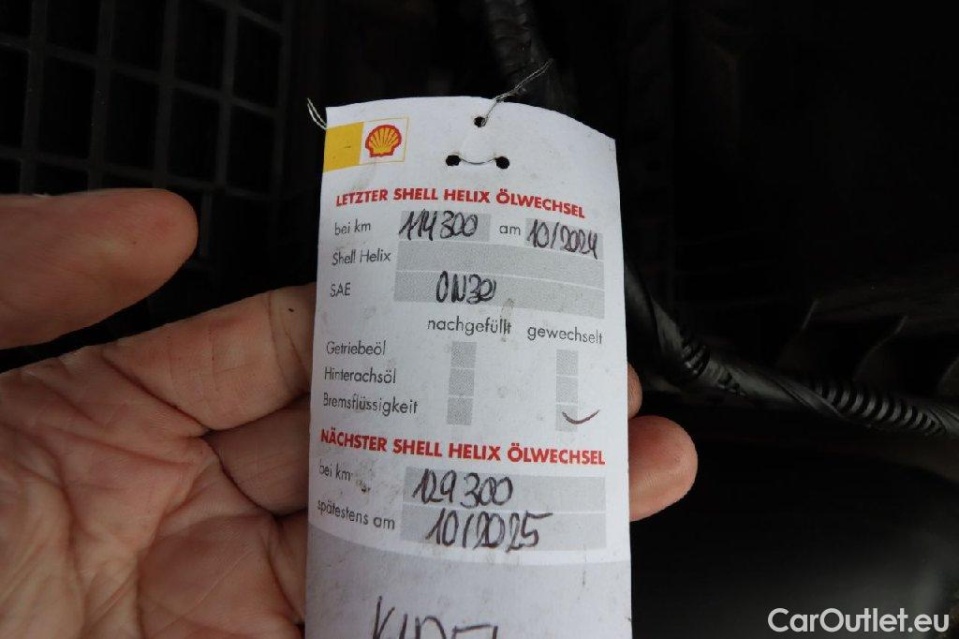 LETZTER SHELL HELIX ÖLWECHSEL
bei km 114300 am 10/2024
Shell Helix
SAE 0W30
nachgefüllt gewechselt
Getriebeöl
Hinterachsöl
Bremsflüssigkeit
NÄCHSTER SHELL HELIX ÖLWECHSEL
bei km 129300
spätestens am 10/2025
CarOutlet.eu